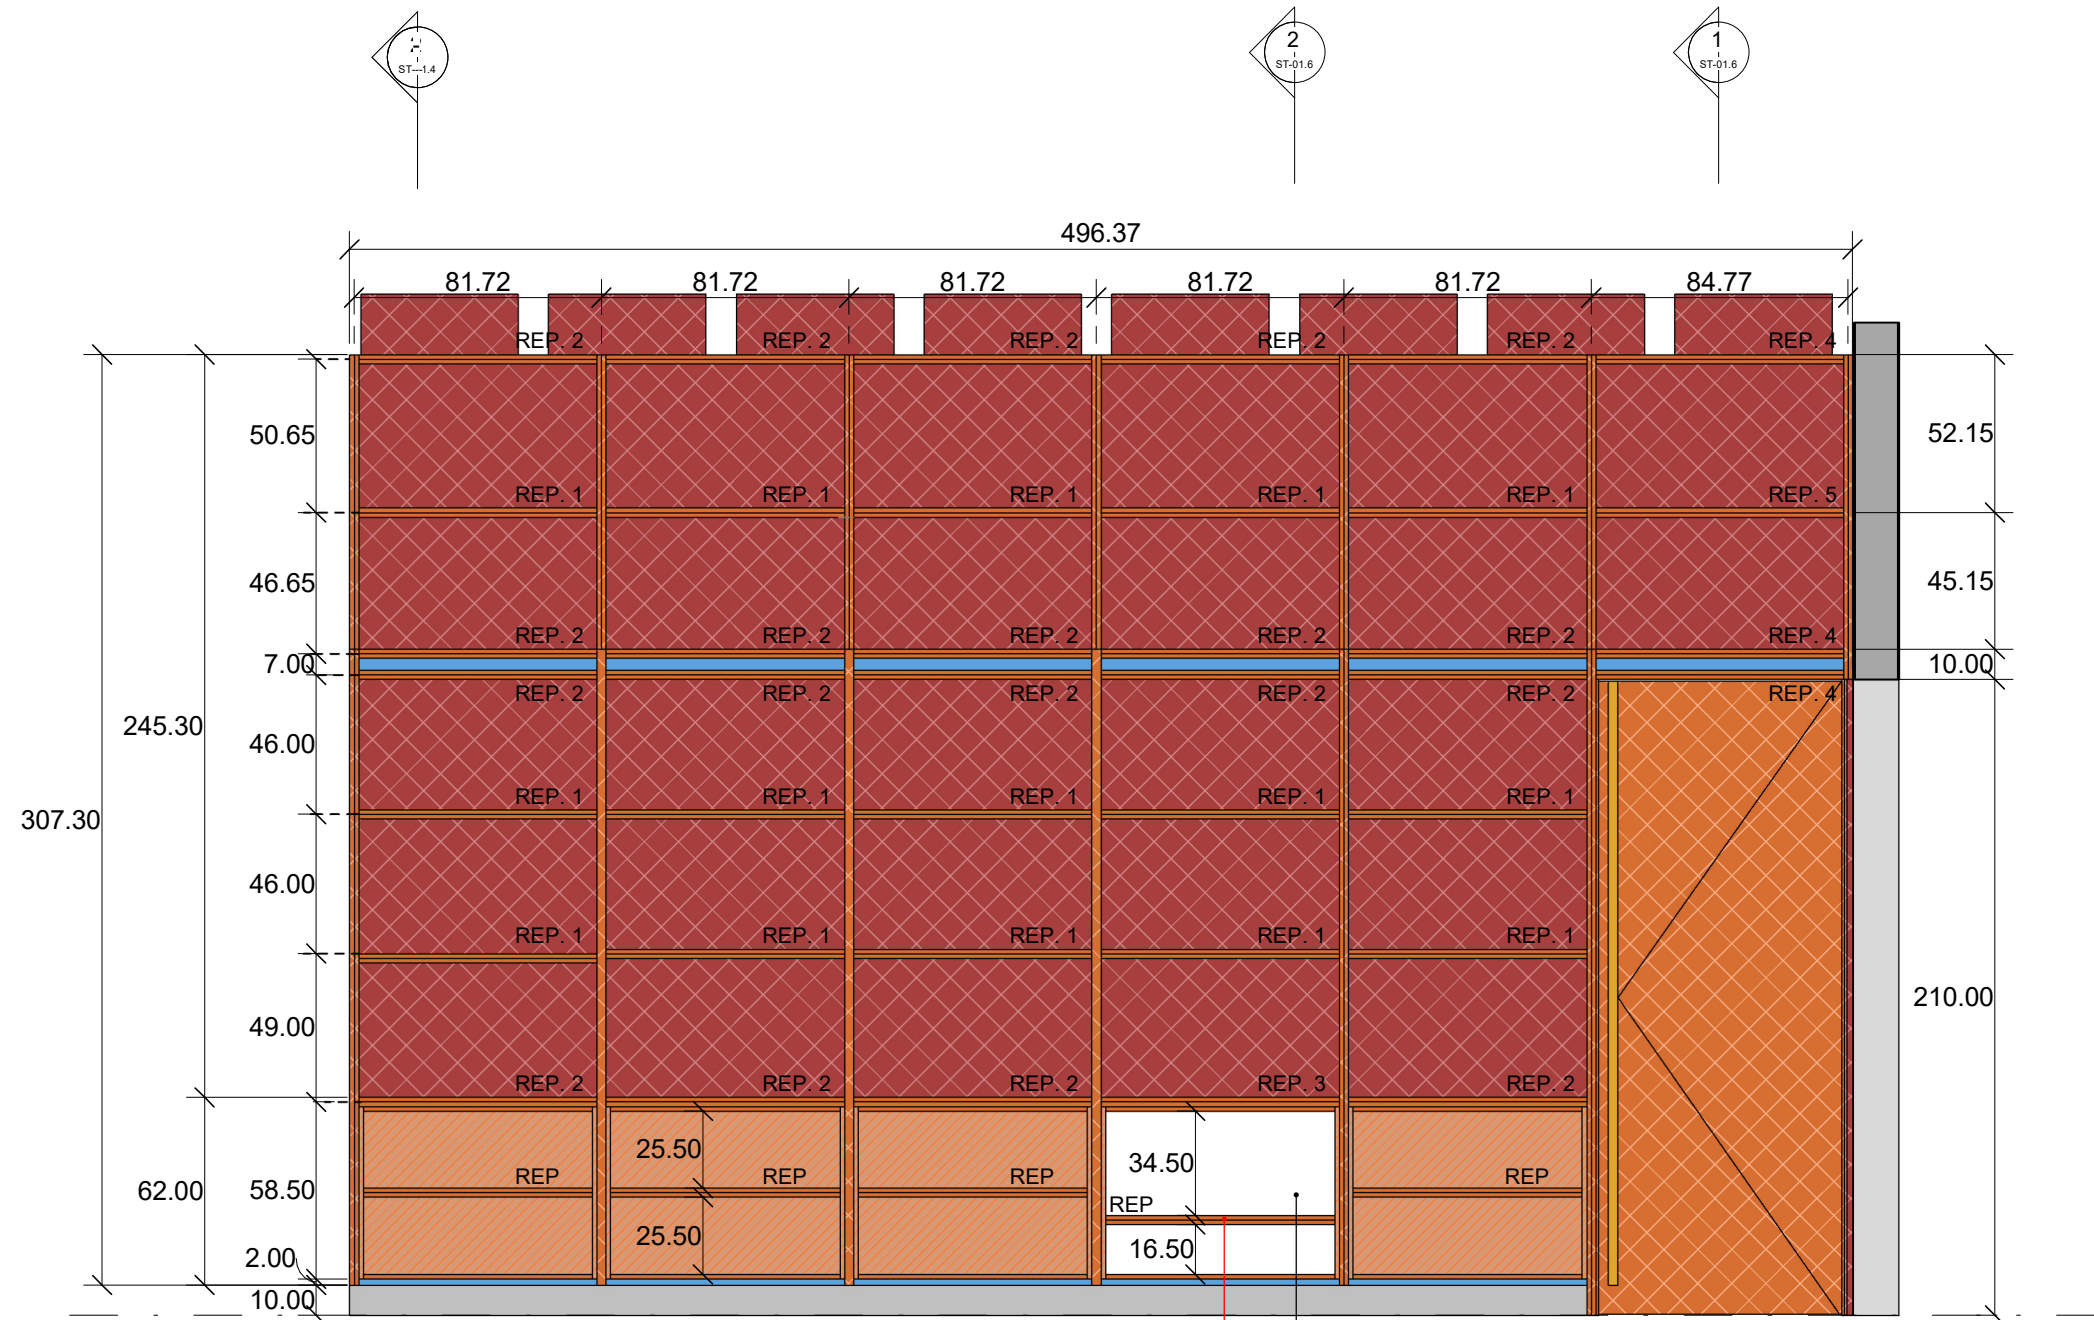 2 1
ST-01.6 ST-01.6
496.37
81.72 81.72 81.72 81.72 81.72 84.77
REP. 2 REP. 2 REP. 2 REP. 2 REP. 2 REP. 4
50.65 52.15
REP. 1 REP. 1 REP. 1 REP. 1 REP. 1 REP. 5
46.65 45.15
REP. 2 REP. 2 REP. 2 REP. 2 REP. 2 REP. 4
7.00 10.00
REP. 2 REP. 2 REP. 2 REP. 2 REP. 2 REP. 4
245.30 46.00
REP. 1 REP. 1 REP. 1 REP. 1 REP. 1
307.30
46.00
REP. 1 REP. 1 REP. 1 REP. 1 REP. 1
49.00 210.00
REP. 2 REP. 2 REP. 2 REP. 3 REP. 2
25.50 34.50
REP REP REP REP
62.00 58.50
REP
25.50 16.50
2.00
10.00